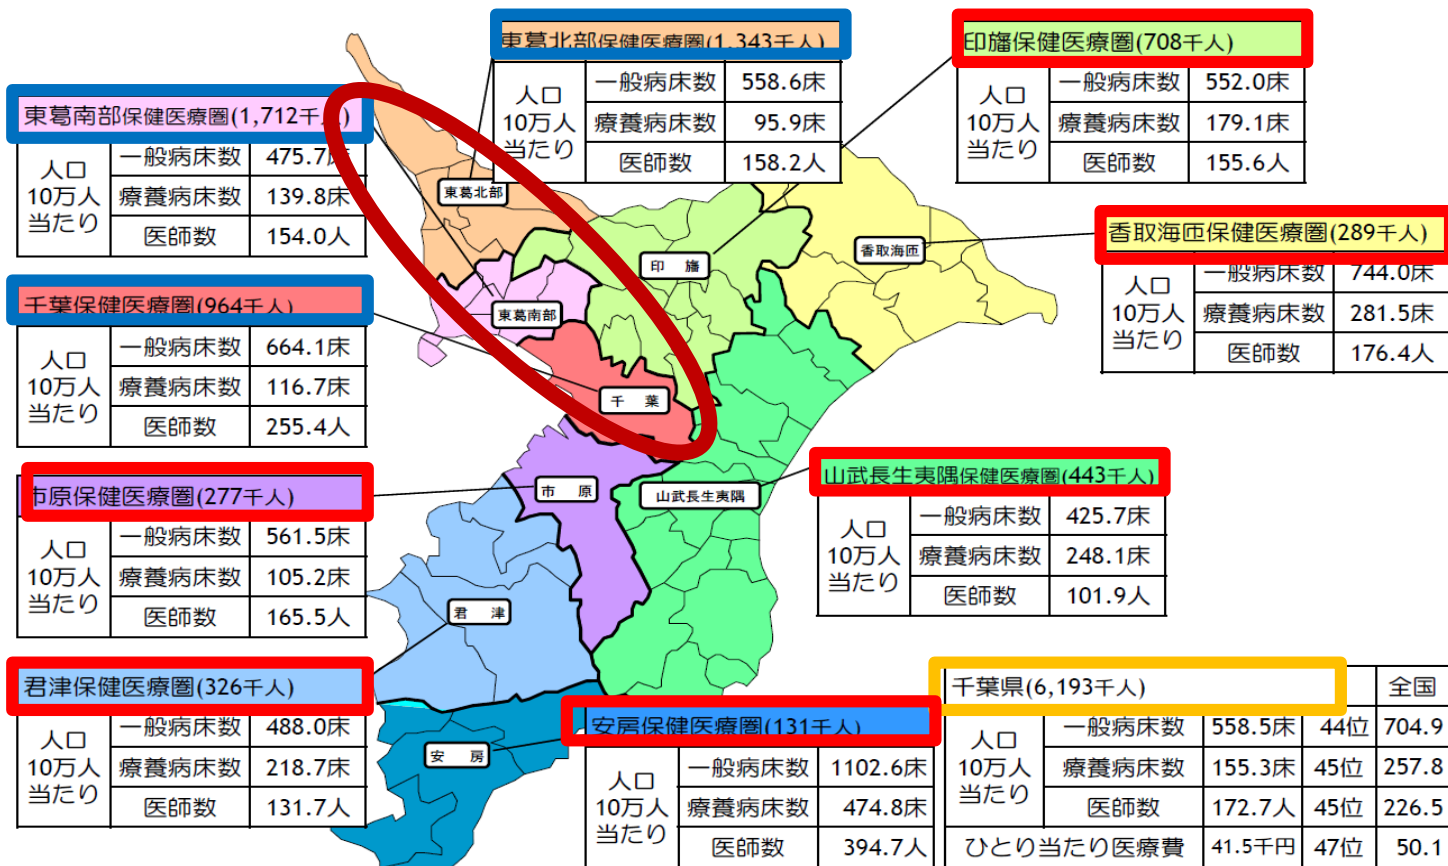 東葛北部保健医療圏(1,343千人)
人口
10万人
当たり
一般病床数 558.6床
療養病床数 95.9床
医師数 158.2人
印旛保健医療圏(708千人)
人口
10万人
当たり
一般病床数 552.0床
療養病床数 179.1床
医師数 155.6人
東葛南部保健医療圏(1,712千人)
人口
10万人
当たり
一般病床数 475.7床
療養病床数 139.8床
医師数 154.0人
香取海匝保健医療圏(289千人)
人口
10万人
当たり
一般病床数 744.0床
療養病床数 281.5床
医師数 176.4人
千葉保健医療圏(964千人)
人口
10万人
当たり
一般病床数 664.1床
療養病床数 116.7床
医師数 255.4人
東葛北部
印旛
香取海匝
東葛南部
千葉
市原
山武長生夷隅
君津
安房
市原保健医療圏(277千人)
人口
10万人
当たり
一般病床数 561.5床
療養病床数 105.2床
医師数 165.5人
山武長生夷隅保健医療圏(443千人)
人口
10万人
当たり
一般病床数 425.7床
療養病床数 248.1床
医師数 101.9人
君津保健医療圏(326千人)
人口
10万人
当たり
一般病床数 488.0床
療養病床数 218.7床
医師数 131.7人
安房保健医療圏(131千人)
人口
10万人
当たり
一般病床数 1102.6床
療養病床数 474.8床
医師数 394.7人
千葉県(6,193千人) 全国
人口
10万人
当たり
一般病床数 558.5床 44位 704.9
療養病床数 155.3床 45位 257.8
医師数 172.7人 45位 226.5
ひとり当たり医療費 41.5千円 47位 50.1